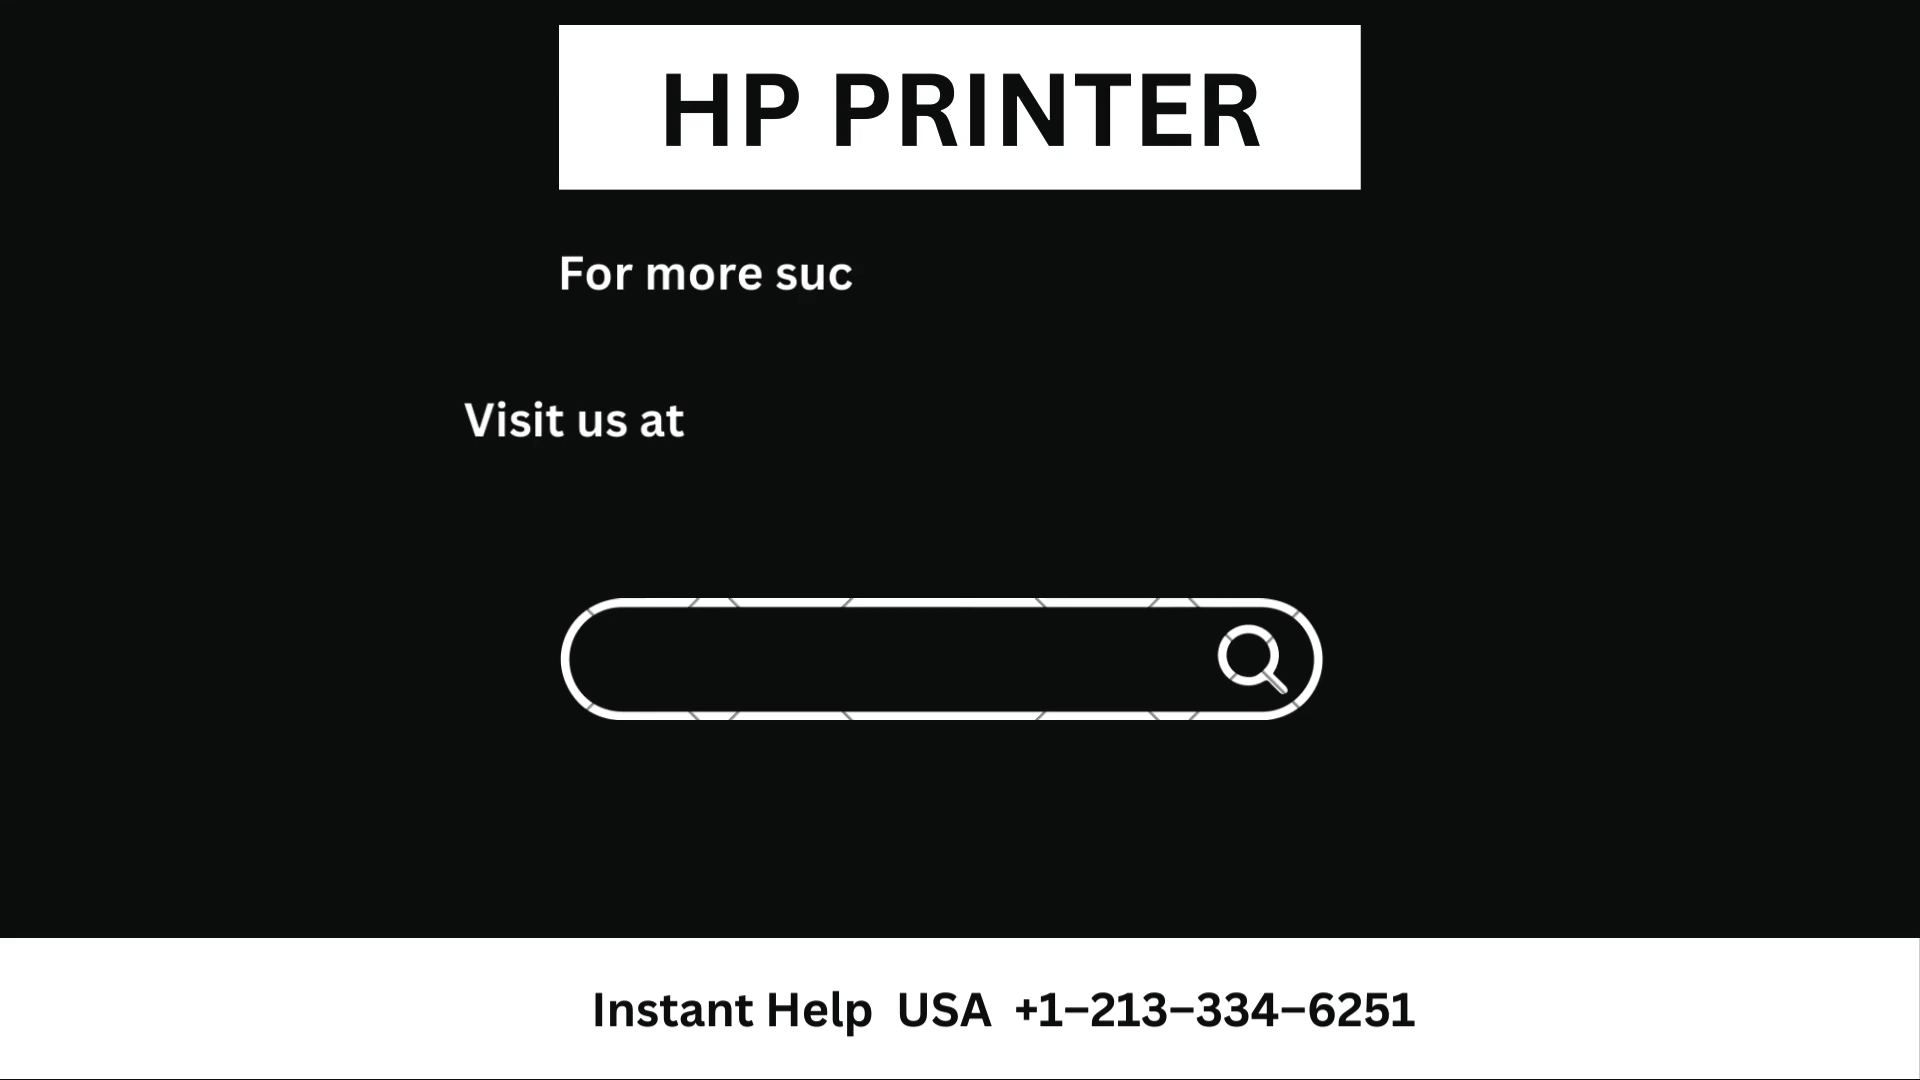 HP PRINTER
For more suc
Visit us at
Instant Help USA +1–213–334–6251